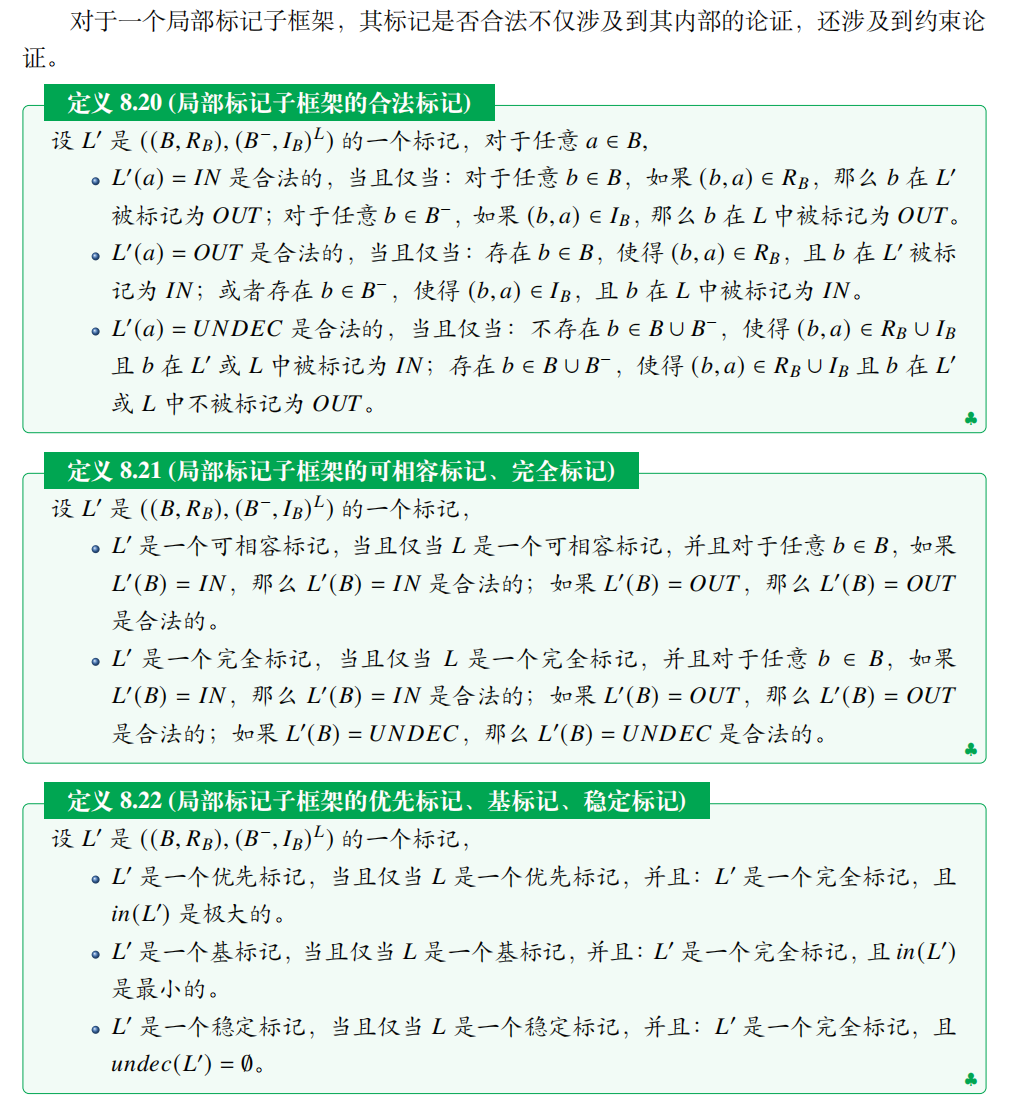 对于一个局部标记子框架，其标记是否合法不仅涉及到其内部的论证，还涉及到约束论
证。
定义 8.20 (局部标记子框架的合法标记)
设 L′ 是 ((B, R_B), (B⁻, I_B)^L) 的一个标记，对于任意 a ∈ B,
• L′(a) = IN 是合法的，当且仅当：对于任意 b ∈ B，如果 (b, a) ∈ R_B，那么 b 在 L′
被标记为 OUT；对于任意 b ∈ B⁻，如果 (b, a) ∈ I_B，那么 b 在 L 中被标记为 OUT。
• L′(a) = OUT 是合法的，当且仅当：存在 b ∈ B，使得 (b, a) ∈ R_B，且 b 在 L′ 被标
记为 IN；或者存在 b ∈ B⁻，使得 (b, a) ∈ I_B，且 b 在 L 中被标记为 IN。
• L′(a) = UNDEC 是合法的，当且仅当：不存在 b ∈ B ∪ B⁻，使得 (b, a) ∈ R_B ∪ I_B
且 b 在 L′ 或 L 中被标记为 IN；存在 b ∈ B ∪ B⁻，使得 (b, a) ∈ R_B ∪ I_B 且 b 在 L′
或 L 中不被标记为 OUT。
♣
定义 8.21 (局部标记子框架的可相容标记、完全标记)
设 L′ 是 ((B, R_B), (B⁻, I_B)^L) 的一个标记，
• L′ 是一个可相容标记，当且仅当 L 是一个可相容标记，并且对于任意 b ∈ B，如果
L′(B) = IN，那么 L′(B) = IN 是合法的；如果 L′(B) = OUT，那么 L′(B) = OUT
是合法的。
• L′ 是一个完全标记，当且仅当 L 是一个完全标记，并且对于任意 b ∈ B，如果
L′(B) = IN，那么 L′(B) = IN 是合法的；如果 L′(B) = OUT，那么 L′(B) = OUT
是合法的；如果 L′(B) = UNDEC，那么 L′(B) = UNDEC 是合法的。
♣
定义 8.22 (局部标记子框架的优先标记、基标记、稳定标记)
设 L′ 是 ((B, R_B), (B⁻, I_B)^L) 的一个标记，
• L′ 是一个优先标记，当且仅当 L 是一个优先标记，并且：L′ 是一个完全标记，且
in(L′) 是极大的。
• L′ 是一个基标记，当且仅当 L 是一个基标记，并且：L′ 是一个完全标记，且 in(L′)
是最小的。
• L′ 是一个稳定标记，当且仅当 L 是一个稳定标记，并且：L′ 是一个完全标记，且
undec(L′) = ∅。
♣